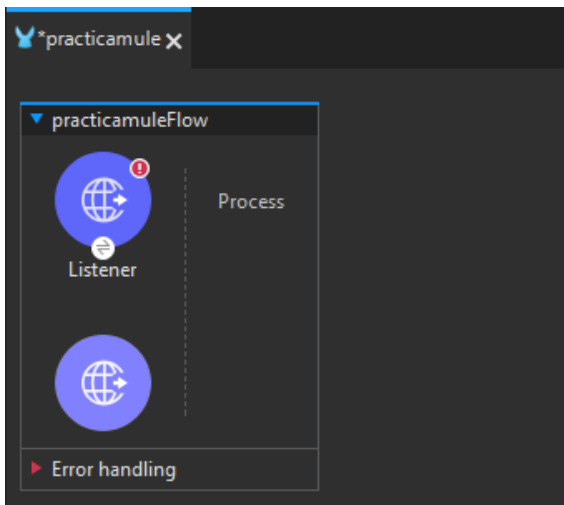 *practicamule
practicamuleFlow
Process
Listener
Error handling